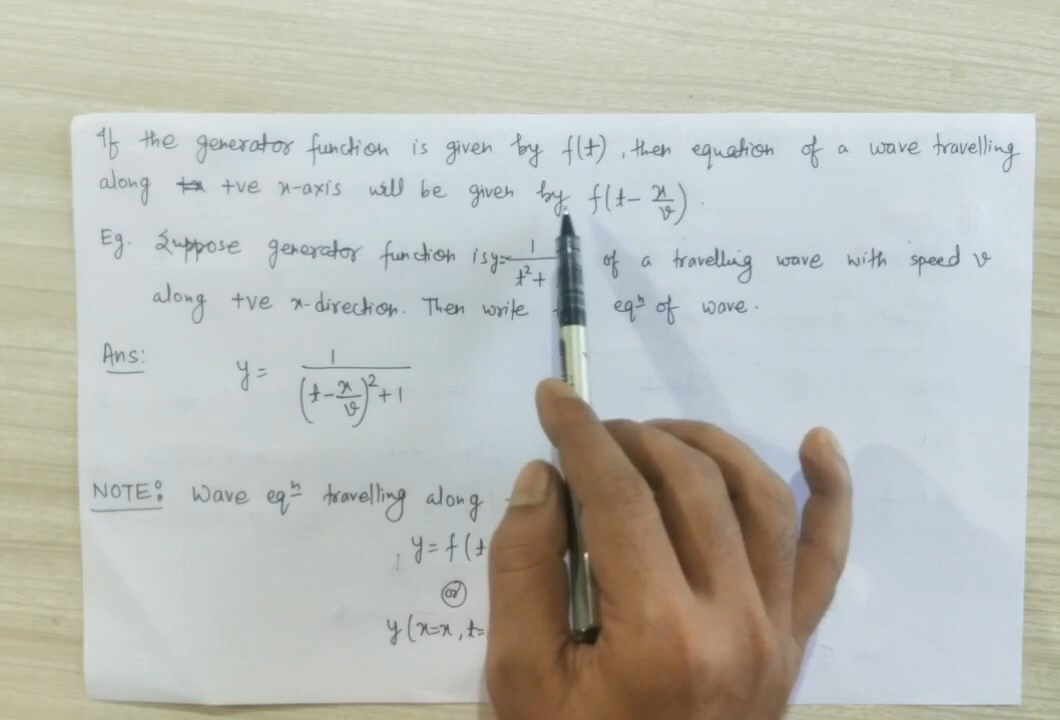 If the generator function is given by f(t), then equation of a wave travelling
along +ve x-axis will be given by f(t - x/v).
Eg. Suppose generator function is y = 1/(t² + of a travelling wave with speed v
along +ve x-direction. Then write eqⁿ of wave.
Ans: y = 1/((t - x/v)² + 1)
NOTE: Wave eqⁿ travelling along
y = f(t
or
y(x=x, t=